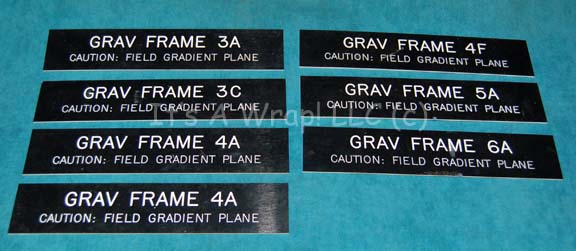 GRAV FRAME 3A
CAUTION: FIELD GRADIENT PLANE
GRAV FRAME 3C
CAUTION: FIELD GRADIENT PLANE
GRAV FRAME 4A
CAUTION: FIELD GRADIENT PLANE
GRAV FRAME 4A
CAUTION: FIELD GRADIENT PLANE
GRAV FRAME 4F
CAUTION: FIELD GRADIENT PLANE
GRAV FRAME 5A
CAUTION: FIELD GRADIENT PLANE
GRAV FRAME 6A
CAUTION: FIELD GRADIENT PLANE
It's A Wrap! LLC (c)